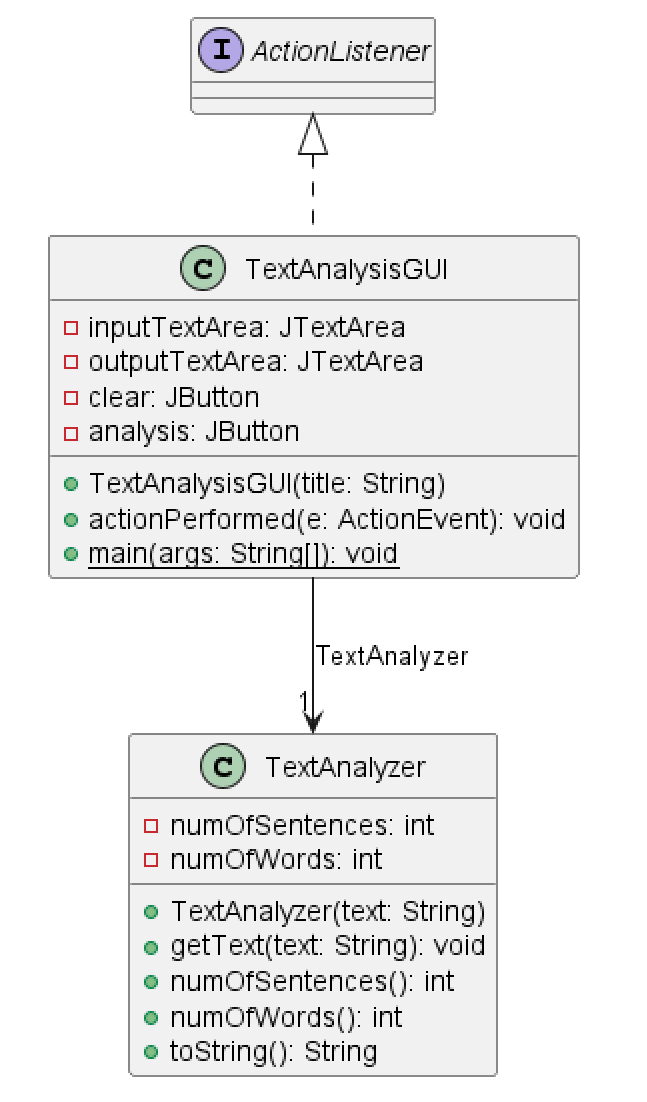 I ActionListener
C TextAnalysisGUI
inputTextArea: JTextArea
outputTextArea: JTextArea
clear: JButton
analysis: JButton
TextAnalysisGUI(title: String)
actionPerformed(e: ActionEvent): void
main(args: String[]): void
TextAnalyzer
1
C TextAnalyzer
numOfSentences: int
numOfWords: int
TextAnalyzer(text: String)
getText(text: String): void
numOfSentences(): int
numOfWords(): int
toString(): String